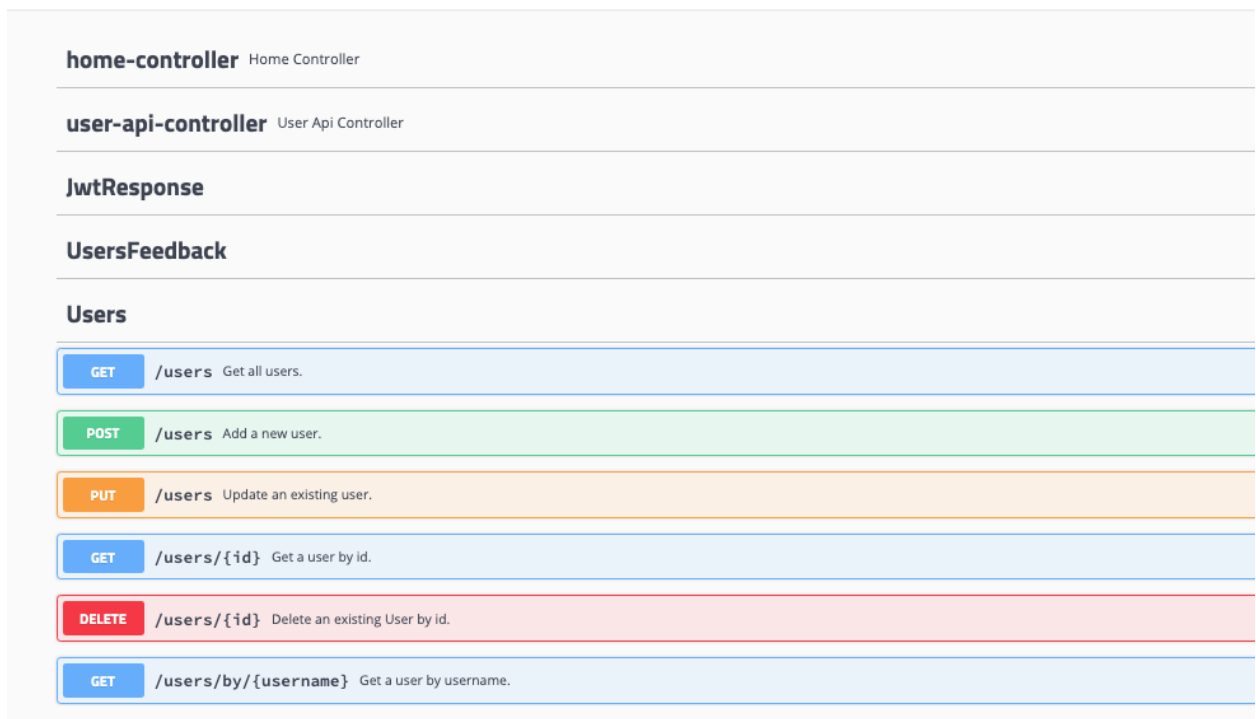 home-controller Home Controller
user-api-controller User Api Controller
JwtResponse
UsersFeedback
Users
GET /users Get all users.
POST /users Add a new user.
PUT /users Update an existing user.
GET /users/{id} Get a user by id.
DELETE /users/{id} Delete an existing User by id.
GET /users/by/{username} Get a user by username.